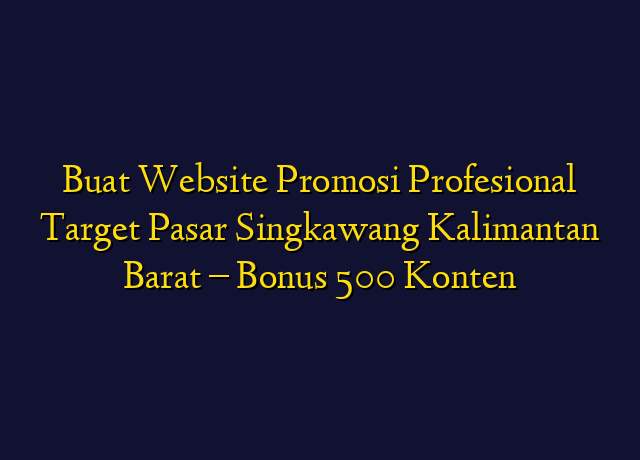 Buat Website Promosi Profesional
Target Pasar Singkawang Kalimantan
Barat – Bonus 500 Konten